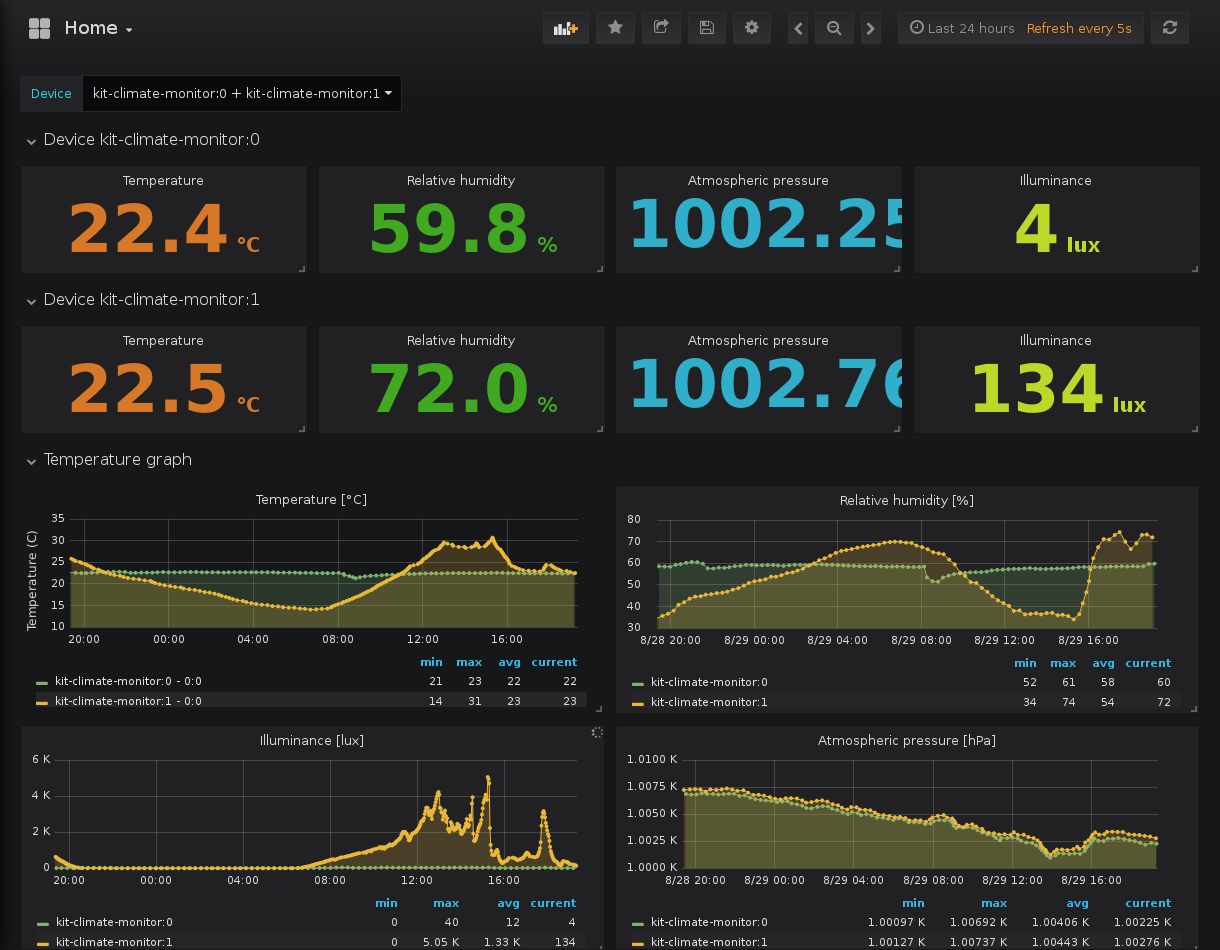 Home
Last 24 hours Refresh every 5s
Device kit-climate-monitor:0 + kit-climate-monitor:1
Device kit-climate-monitor:0
Temperature Relative humidity Atmospheric pressure Illuminance
22.4 °C 59.8 % 1002.25 4 lux
Device kit-climate-monitor:1
Temperature Relative humidity Atmospheric pressure Illuminance
22.5 °C 72.0 % 1002.76 134 lux
Temperature graph
Temperature [°C]
Temperature (C)
35
30
25
20
15
10
20:00 00:00 04:00 08:00 12:00 16:00
min max avg current
kit-climate-monitor:0 - 0:0 21 23 22 22
kit-climate-monitor:1 - 0:0 14 31 23 23
Relative humidity [%]
80
70
60
50
40
30
8/28 20:00 8/29 00:00 8/29 04:00 8/29 08:00 8/29 12:00 8/29 16:00
min max avg current
kit-climate-monitor:0 52 61 58 60
kit-climate-monitor:1 34 74 54 72
Illuminance [lux]
6 K
4 K
2 K
0
20:00 00:00 04:00 08:00 12:00 16:00
min max avg current
kit-climate-monitor:0 0 40 12 4
kit-climate-monitor:1 0 5.05 K 1.33 K 134
Atmospheric pressure [hPa]
1.0100 K
1.0075 K
1.0050 K
1.0025 K
1.0000 K
8/28 20:00 8/29 00:00 8/29 04:00 8/29 08:00 8/29 12:00 8/29 16:00
min max avg current
kit-climate-monitor:0 1.00097 K 1.00692 K 1.00406 K 1.00225 K
kit-climate-monitor:1 1.00127 K 1.00737 K 1.00443 K 1.00276 K